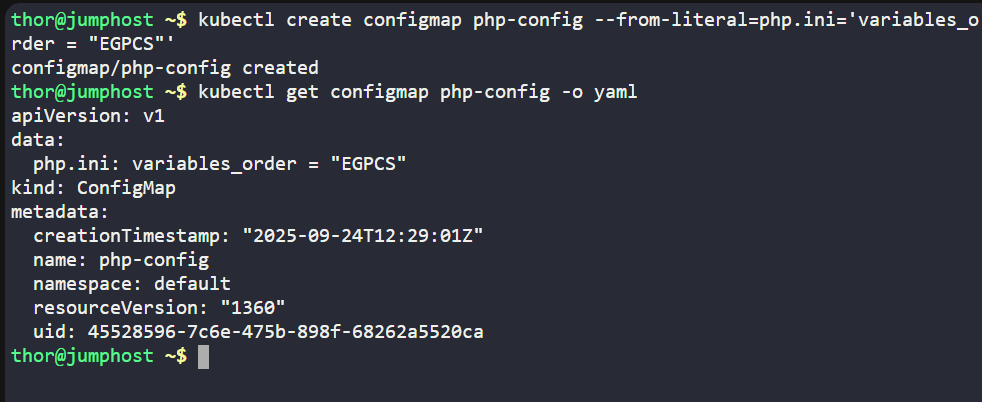 thor@jumphost ~$ kubectl create configmap php-config --from-literal=php.ini='variables_o
rder = "EGPCS"'
configmap/php-config created
thor@jumphost ~$ kubectl get configmap php-config -o yaml
apiVersion: v1
data:
  php.ini: variables_order = "EGPCS"
kind: ConfigMap
metadata:
  creationTimestamp: "2025-09-24T12:29:01Z"
  name: php-config
  namespace: default
  resourceVersion: "1360"
  uid: 45528596-7c6e-475b-898f-68262a5520ca
thor@jumphost ~$